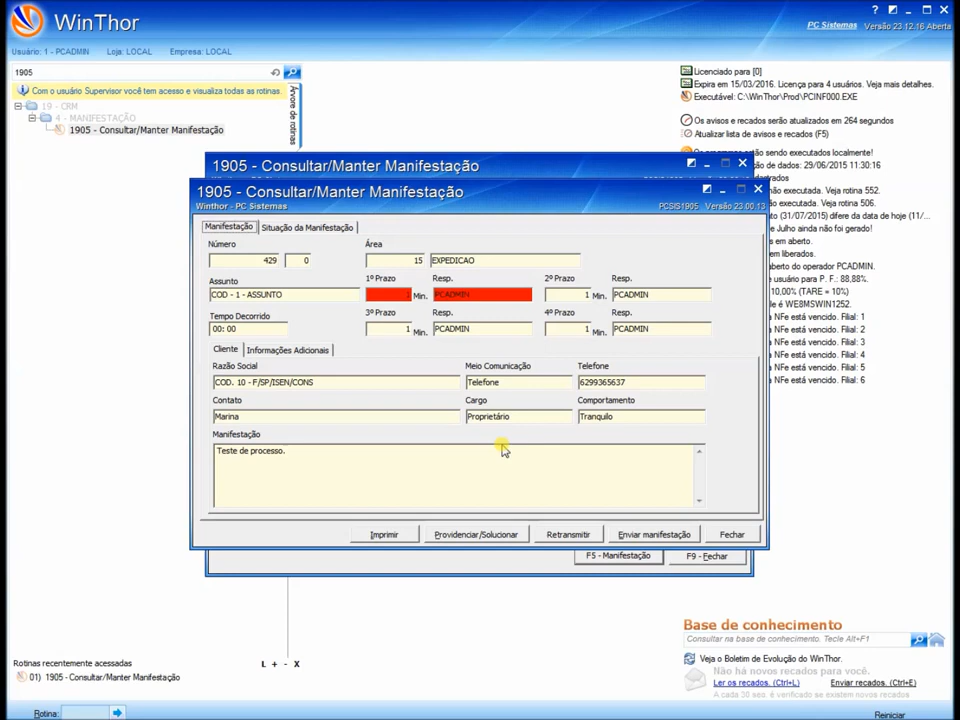 WinThor
PC Sistemas
Versão 23.12.16 Aberta
Usuário: 1 - PCADMIN Loja: LOCAL Empresa: LOCAL
1905
Com o usuário Supervisor você tem acesso e visualiza todas as rotinas.
19 - CRM
4 - MANIFESTAÇÃO
1905 - Consultar/Manter Manifestação
Árvore de rotinas
Licenciado para [0]
Expira em 15/03/2016. Licença para 4 usuários. Veja mais detalhes.
Executável: C:\WinThor\Prod\PCINF000.EXE
Os avisos e recados serão atualizados em 264 segundos
Atualizar lista de avisos e recados (F5)
ão sendo executados localmente!
de dados: 29/06/2015 11:30:16
dastrados
não executada. Veja rotina 552.
o executada. Veja rotina 506.
s (31/07/2015) difere da data de hoje (11/...
e Julho ainda não foi gerado!
s em aberto.
em liberados.
aberto do operador PCADMIN.
o usuário para P. F.: 88,88%.
10,00% (TARE = 10%)
le é WE8MSWIN1252.
a NFe está vencido. Filial: 1
a NFe está vencido. Filial: 2
a NFe está vencido. Filial: 3
a NFe está vencido. Filial: 4
a NFe está vencido. Filial: 5
a NFe está vencido. Filial: 6
1905 - Consultar/Manter Manifestação
1905 - Consultar/Manter Manifestação
Winthor - PC Sistemas
PCSIS1905 Versão 23.00.13
Manifestação Situação da Manifestação
Número Área
429 0 15 EXPEDICAO
Assunto 1º Prazo Resp. 2º Prazo Resp.
COD - 1 - ASSUNTO 1 Min. PCADMIN 1 Min. PCADMIN
Tempo Decorrido 3º Prazo Resp. 4º Prazo Resp.
00: 00 1 Min. PCADMIN 1 Min. PCADMIN
Cliente Informações Adicionais
Razão Social Meio Comunicação Telefone
COD. 10 - F/SP/ISEN/CONS Telefone 6299365637
Contato Cargo Comportamento
Marina Proprietário Tranquilo
Manifestação
Teste de processo.
Imprimir Providenciar/Solucionar Retransmitir Enviar manifestação Fechar
F5 - Manifestação F9 - Fechar
Base de conhecimento
Consultar na base de conhecimento. Tecle Alt+F1
Veja o Boletim de Evolução do WinThor.
Não há novos recados para você.
Ler os recados. (Ctrl+L) Enviar recados. (Ctrl+E)
A cada 30 seg. é verificado se existem novos recados
L + - X
Rotinas recentemente acessadas
01) 1905 - Consultar/Manter Manifestação
Rotina:
Reiniciar